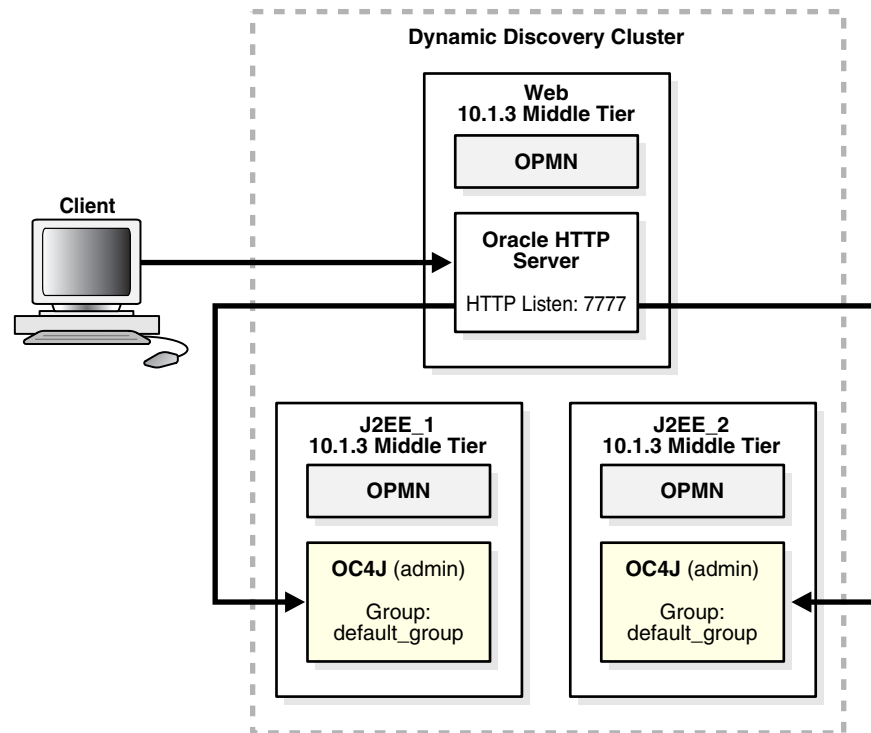 Dynamic Discovery Cluster
Web
10.1.3 Middle Tier
OPMN
Client
Oracle HTTP
Server
HTTP Listen: 7777
J2EE_1
10.1.3 Middle Tier
OPMN
OC4J (admin)
Group:
default_group
J2EE_2
10.1.3 Middle Tier
OPMN
OC4J (admin)
Group:
default_group